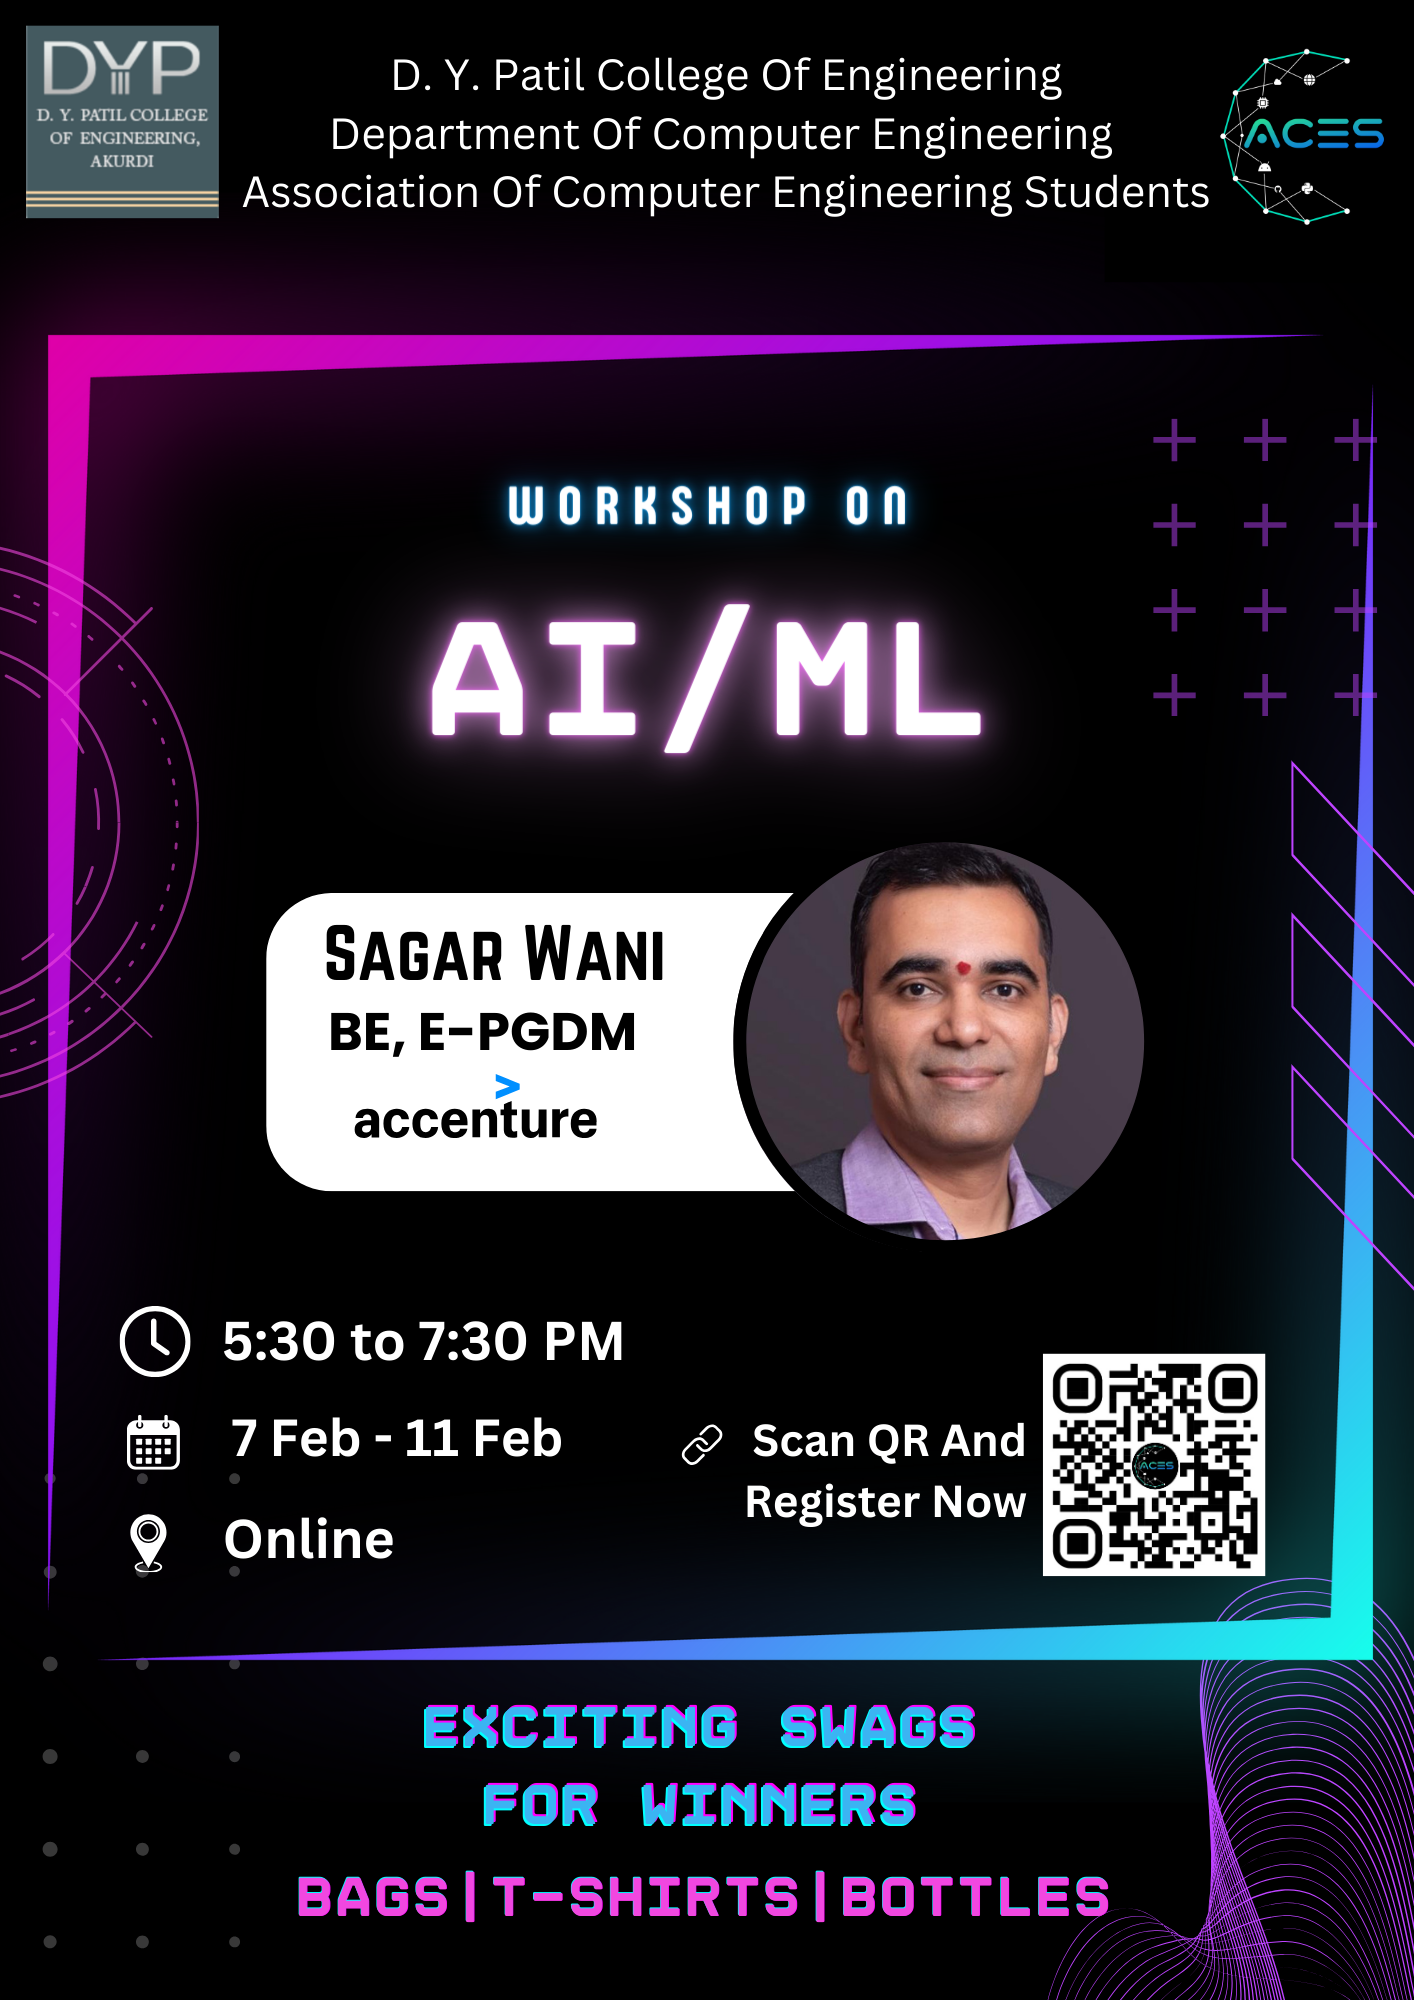 DYP
D. Y. PATIL COLLEGE
OF ENGINEERING,
AKURDI
D. Y. Patil College Of Engineering
Department Of Computer Engineering
Association Of Computer Engineering Students
ACES
WORKSHOP ON
AI/ML
SAGAR WANI
BE, E-PGDM
>
accenture
5:30 to 7:30 PM
7 Feb - 11 Feb
Online
Scan QR And
Register Now
ACES
EXCITING SWAGS
FOR WINNERS
BAGS|T-SHIRTS|BOTTLES